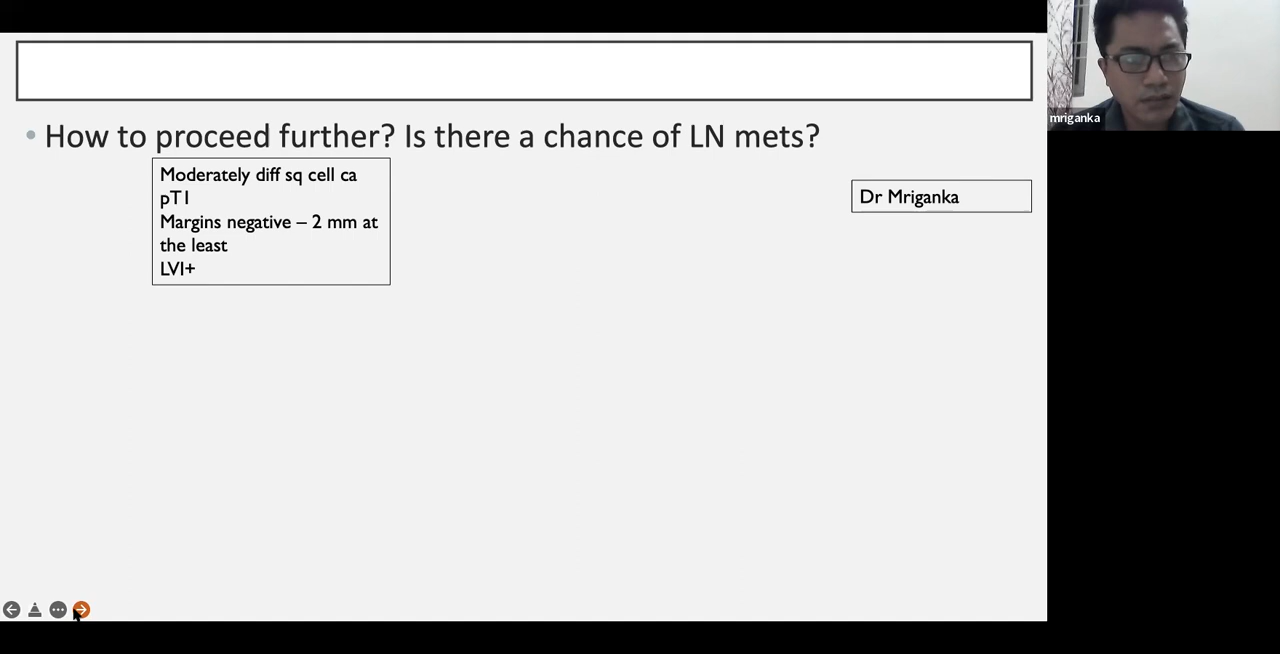 • How to proceed further? Is there a chance of LN mets?
Moderately diff sq cell ca
pT1
Margins negative – 2 mm at
the least
LVI+
Dr Mriganka
mriganka